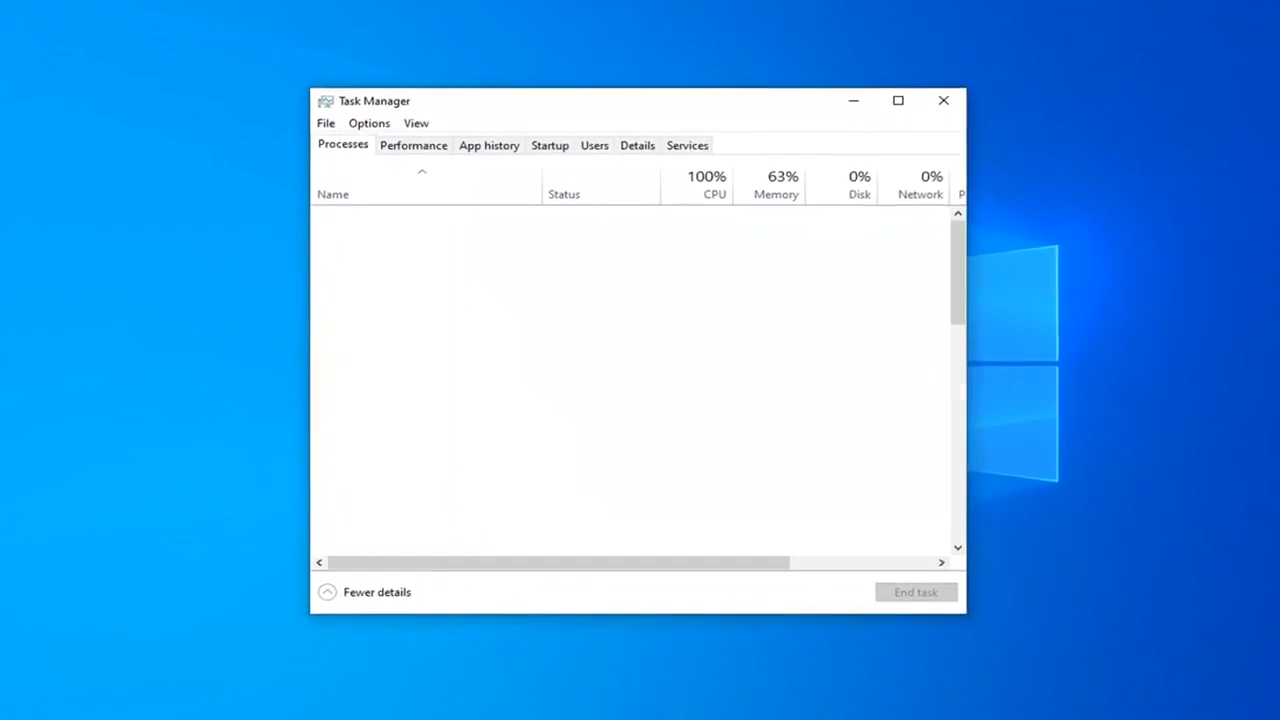 Task Manager
File Options View
Processes Performance App history Startup Users Details Services
100% 63% 0% 0%
Name Status CPU Memory Disk Network P
Fewer details End task